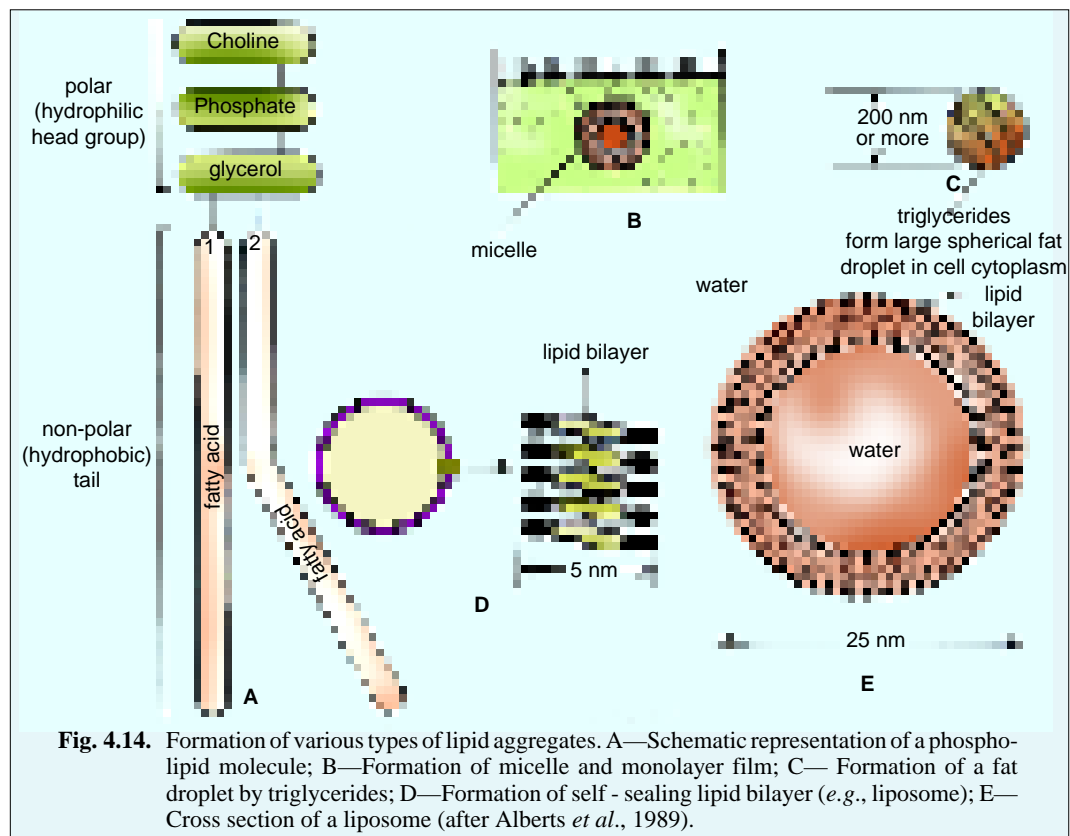 Choline
polar
(hydrophilic
head group)
Phosphate
glycerol
1
2
non-polar
(hydrophobic)
tail
fatty acid
fatty acid
A
micelle
B
200 nm
or more
C
triglycerides
form large spherical fat
droplet in cell cytoplasm
water
lipid
bilayer
lipid bilayer
5 nm
D
water
25 nm
E
Fig. 4.14. Formation of various types of lipid aggregates. A—Schematic representation of a phospho-
lipid molecule; B—Formation of micelle and monolayer film; C— Formation of a fat
droplet by triglycerides; D—Formation of self - sealing lipid bilayer (e.g., liposome); E—
Cross section of a liposome (after Alberts et al., 1989).